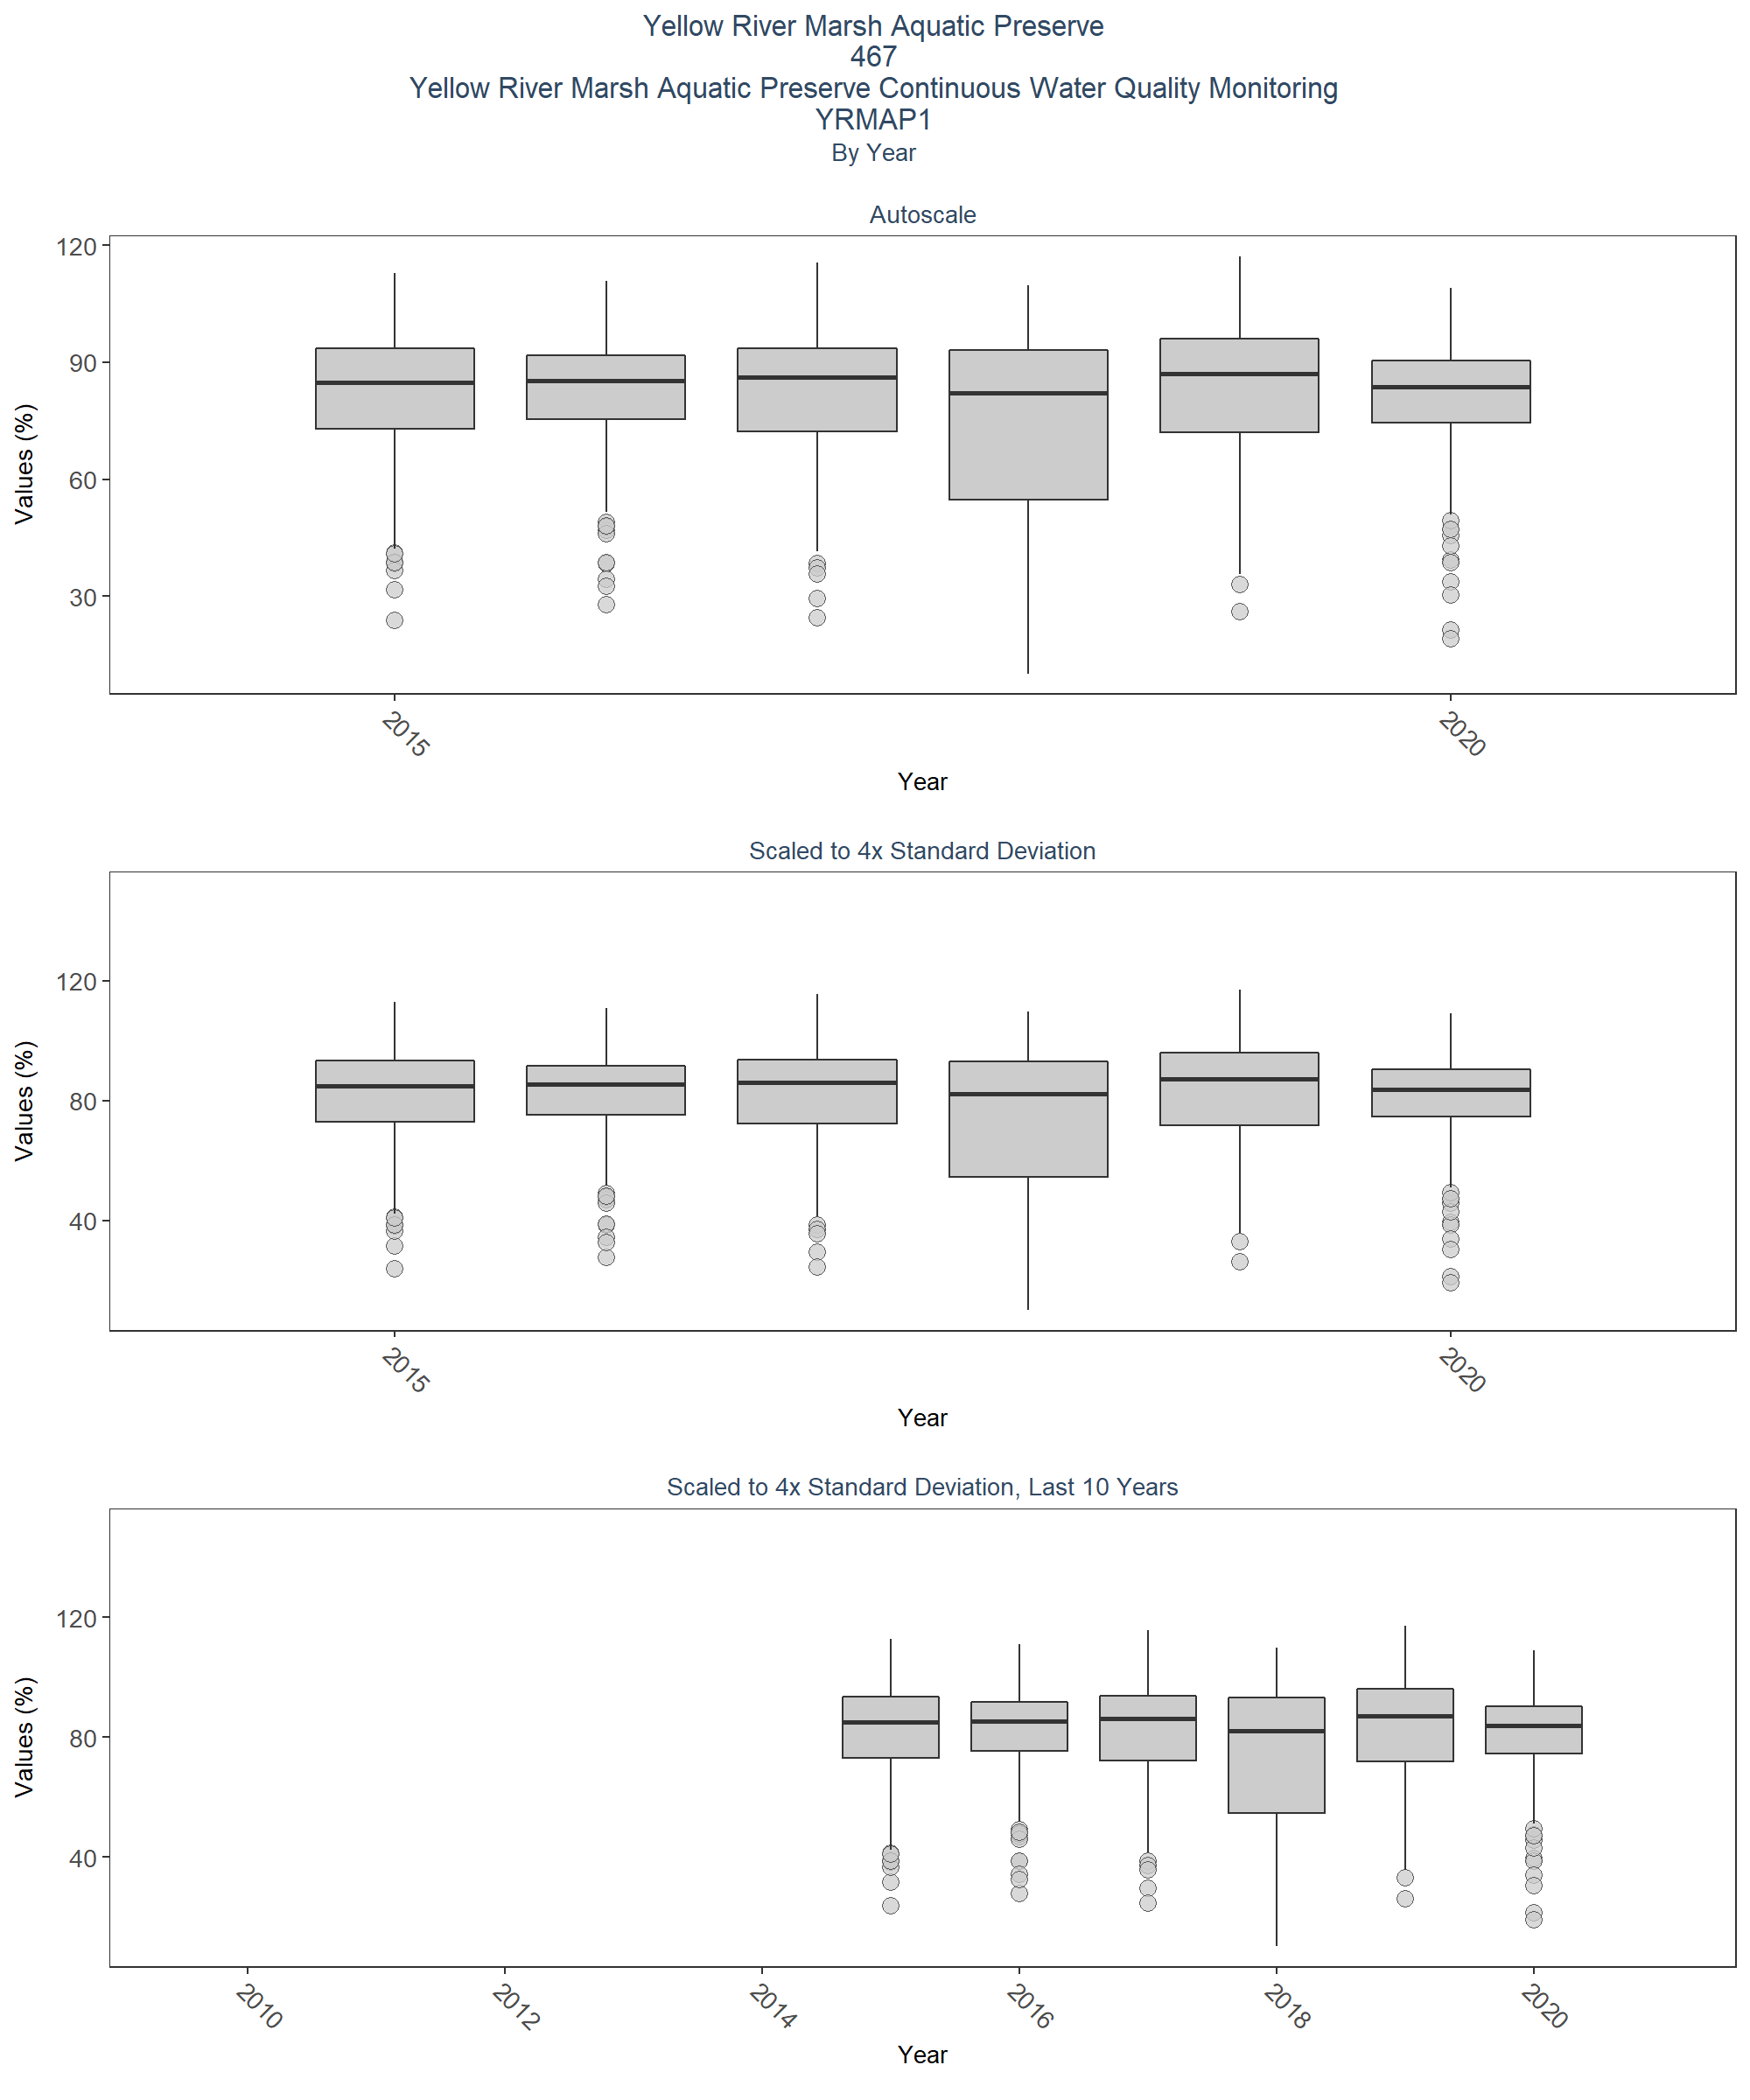 Yellow River Marsh Aquatic Preserve
467
Yellow River Marsh Aquatic Preserve Continuous Water Quality Monitoring
YRMAP1
By Year
Autoscale
120
90
60
30
Values (%)
2015 2020
Year
Scaled to 4x Standard Deviation
120
80
40
Values (%)
2015 2020
Year
Scaled to 4x Standard Deviation, Last 10 Years
120
80
40
Values (%)
2010 2012 2014 2016 2018 2020
Year